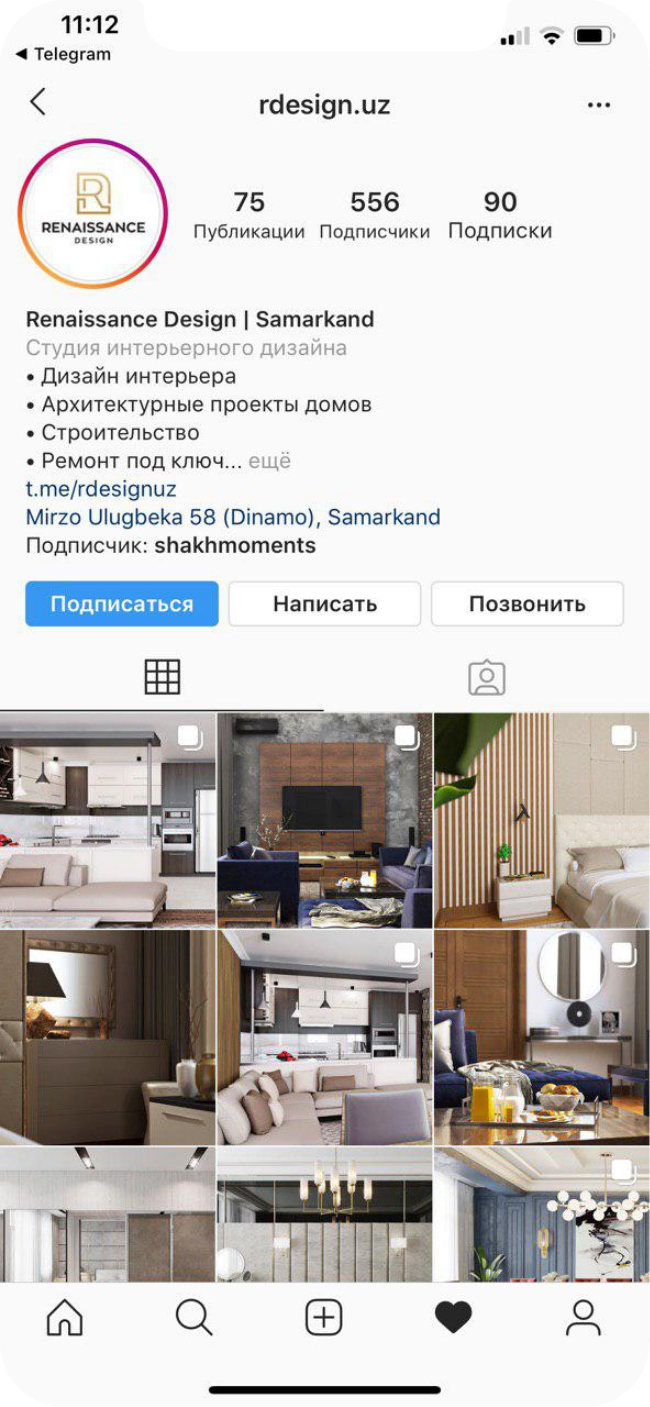 11:12
◀ Telegram
rdesign.uz
RENAISSANCE
DESIGN
75 556 90
Публикации Подписчики Подписки
Renaissance Design | Samarkand
Студия интерьерного дизайна
• Дизайн интерьера
• Архитектурные проекты домов
• Строительство
• Ремонт под ключ... ещё
t.me/rdesignuz
Mirzo Ulugbeka 58 (Dinamo), Samarkand
Подписчик: shakhmoments
Подписаться Написать Позвонить